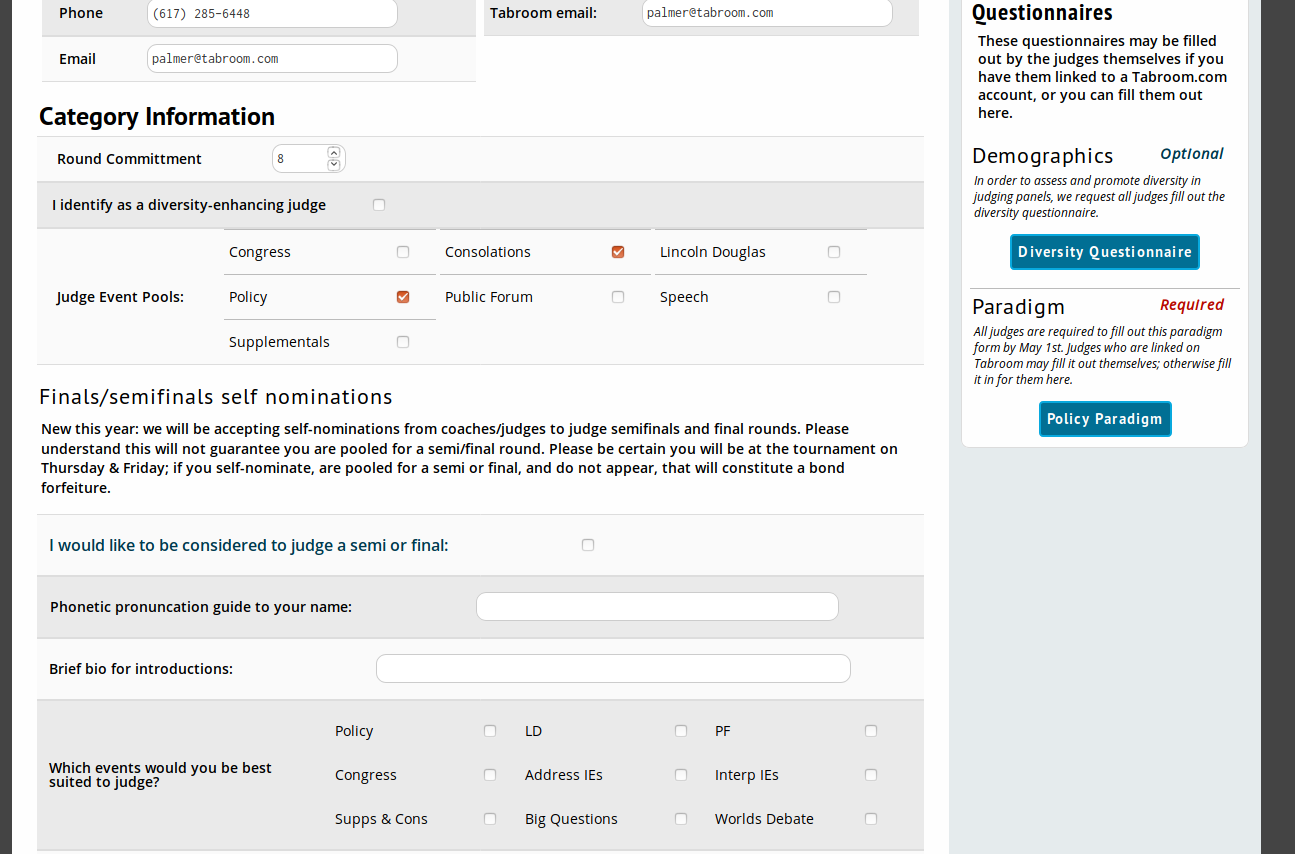 Phone (617) 285-6448
Tabroom email: palmer@tabroom.com
Email palmer@tabroom.com
Category Information
Round Committment 8
I identify as a diversity-enhancing judge
Judge Event Pools:
Congress Consolations Lincoln Douglas
Policy Public Forum Speech
Supplementals
Finals/semifinals self nominations
New this year: we will be accepting self-nominations from coaches/judges to judge semifinals and final rounds. Please
understand this will not guarantee you are pooled for a semi/final round. Please be certain you will be at the tournament on
Thursday & Friday; if you self-nominate, are pooled for a semi or final, and do not appear, that will constitute a bond
forfeiture.
I would like to be considered to judge a semi or final:
Phonetic pronuncation guide to your name:
Brief bio for introductions:
Which events would you be best
suited to judge?
Policy LD PF
Congress Address IEs Interp IEs
Supps & Cons Big Questions Worlds Debate
Questionnaires
These questionnaires may be filled
out by the judges themselves if you
have them linked to a Tabroom.com
account, or you can fill them out
here.
Demographics Optional
In order to assess and promote diversity in
judging panels, we request all judges fill out the
diversity questionnaire.
Diversity Questionnaire
Paradigm Required
All judges are required to fill out this paradigm
form by May 1st. Judges who are linked on
Tabroom may fill it out themselves; otherwise fill
it in for them here.
Policy Paradigm